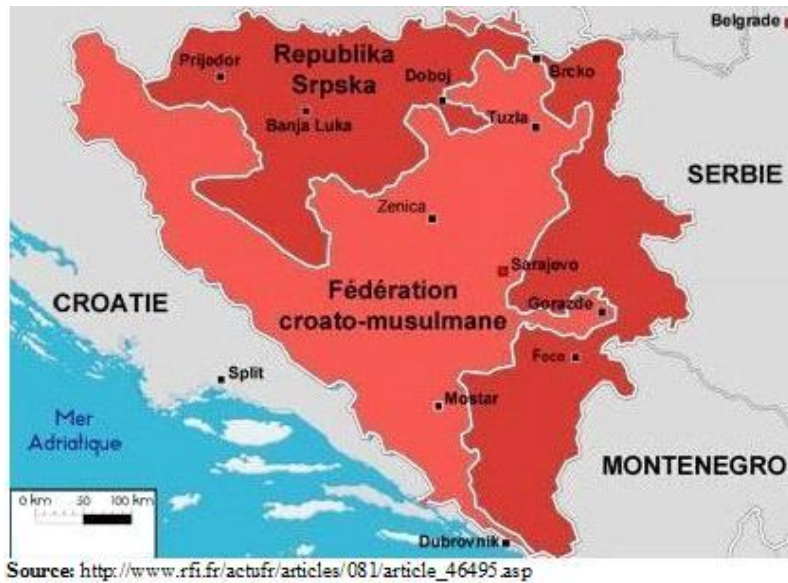 Belgrade
Prijedor
Republika
Srpska
Doboj
Brcko
Banja Luka
Tuzla
SERBIE
Zenica
Sarajevo
CROATIE
Fédération
croato-musulmane
Gorazde
Split
Foce
Mer
Adriatique
Mostar
MONTENEGRO
0 km 50 100 km
Dubrovnik
Source: http://www.rfi.fr/actufr/articles/081/article_46495.asp